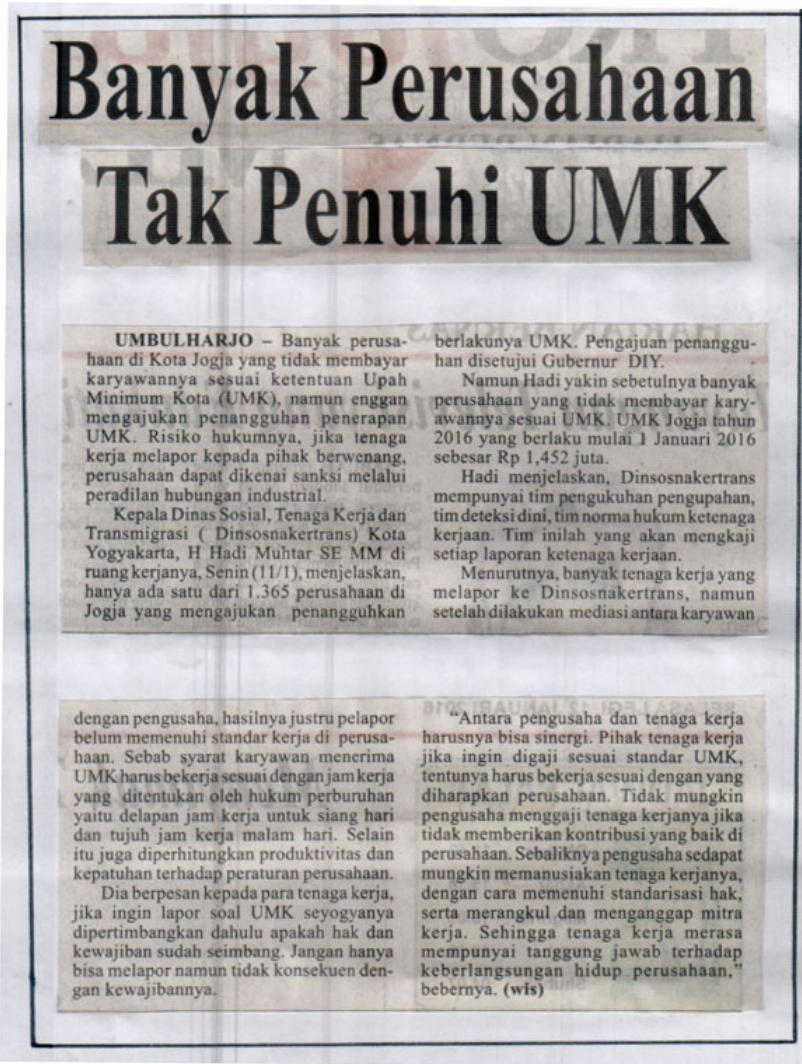 Banyak Perusahaan
Tak Penuhi UMK
UMBULHARJO – Banyak perusa-
haan di Kota Jogja yang tidak membayar
karyawannya sesuai ketentuan Upah
Minimum Kota (UMK), namun enggan
mengajukan penangguhan penerapan
UMK. Risiko hukumnya, jika tenaga
kerja melapor kepada pihak berwenang,
perusahaan dapat dikenai sanksi melalui
peradilan hubungan industrial.
Kepala Dinas Sosial, Tenaga Kerja dan
Transmigrasi ( Dinsosnakertrans) Kota
Yogyakarta, H Hadi Muhtar SE MM di
ruang kerjanya, Senin (11/1), menjelaskan,
hanya ada satu dari 1.365 perusahaan di
Jogja yang mengajukan penangguhkan
berlakunya UMK. Pengajuan penanggu-
han disetujui Gubernur DIY.
Namun Hadi yakin sebetulnya banyak
perusahaan yang tidak membayar kary-
awannya sesuai UMK. UMK Jogja tahun
2016 yang berlaku mulai 1 Januari 2016
sebesar Rp 1,452 juta.
Hadi menjelaskan, Dinsosnakertrans
mempunyai tim pengukuhan pengupahan,
tim deteksi dini, tim norma hukum ketenaga
kerjaan. Tim inilah yang akan mengkaji
setiap laporan ketenaga kerjaan.
Menurutnya, banyak tenaga kerja yang
melapor ke Dinsosnakertrans, namun
setelah dilakukan mediasi antara karyawan
dengan pengusaha, hasilnya justru pelapor
belum memenuhi standar kerja di perusa-
haan. Sebab syarat karyawan menerima
UMK harus bekerja sesuai dengan jam kerja
yang ditentukan oleh hukum perburuhan
yaitu delapan jam kerja untuk siang hari
dan tujuh jam kerja malam hari. Selain
itu juga diperhitungkan produktivitas dan
kepatuhan terhadap peraturan perusahaan.
Dia berpesan kepada para tenaga kerja,
jika ingin lapor soal UMK seyogyanya
dipertimbangkan dahulu apakah hak dan
kewajiban sudah seimbang. Jangan hanya
bisa melapor namun tidak konsekuen den-
gan kewajibannya.
“Antara pengusaha dan tenaga kerja
harusnya bisa sinergi. Pihak tenaga kerja
jika ingin digaji sesuai standar UMK,
tentunya harus bekerja sesuai dengan yang
diharapkan perusahaan. Tidak mungkin
pengusaha menggaji tenaga kerjanya jika
tidak memberikan kontribusi yang baik di
perusahaan. Sebaliknya pengusaha sedapat
mungkin memanusiakan tenaga kerjanya,
dengan cara memenuhi standarisasi hak,
serta merangkul dan menganggap mitra
kerja. Sehingga tenaga kerja merasa
mempunyai tanggung jawab terhadap
keberlangsungan hidup perusahaan,”
bebernya. (wis)